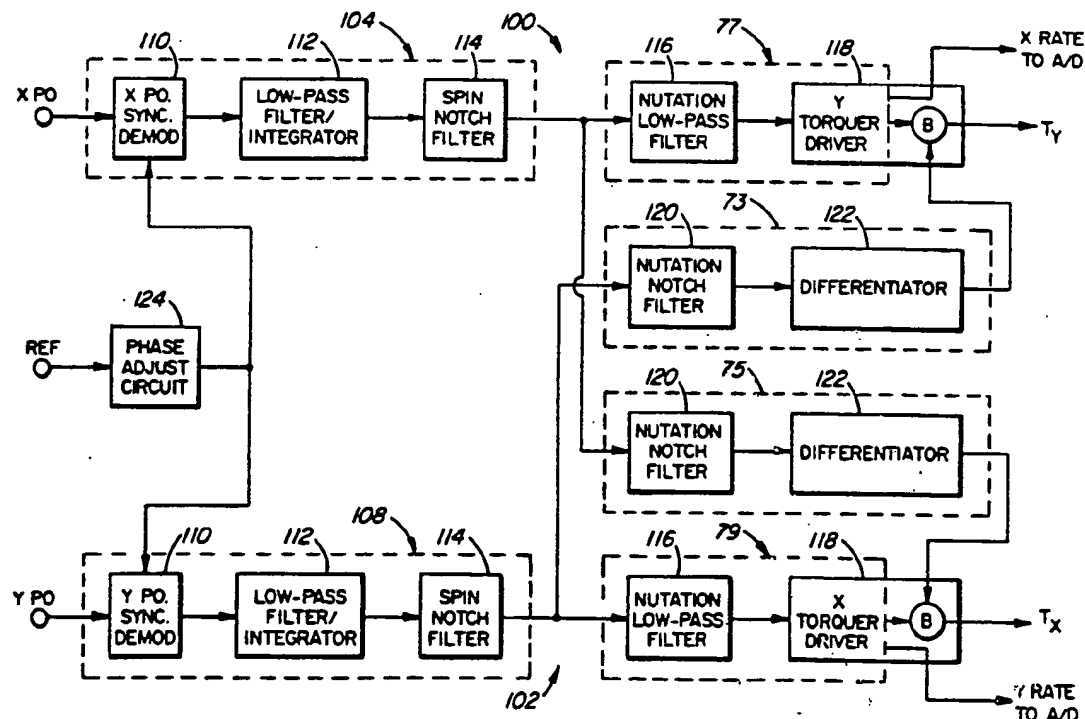 104
100
110
112
114
116
77
118
X RATE
TO A/D
X PO
X PO.
SYNC.
DEMOD
LOW-PASS
FILTER/
INTEGRATOR
SPIN
NOTCH
FILTER
NUTATION
LOW-PASS
FILTER
Y
TORQUER
DRIVER
B
TY
120
73
122
NUTATION
NOTCH
FILTER
DIFFERENTIATOR
124
REF
PHASE
ADJUST
CIRCUIT
120
75
122
NUTATION
NOTCH
FILTER
DIFFERENTIATOR
110
112
108
114
116
79
118
Y PO
Y PO.
SYNC.
DEMOD
LOW-PASS
FILTER/
INTEGRATOR
SPIN
NOTCH
FILTER
NUTATION
LOW-PASS
FILTER
X
TORQUER
DRIVER
B
TX
102
Y RATE
TO A/D